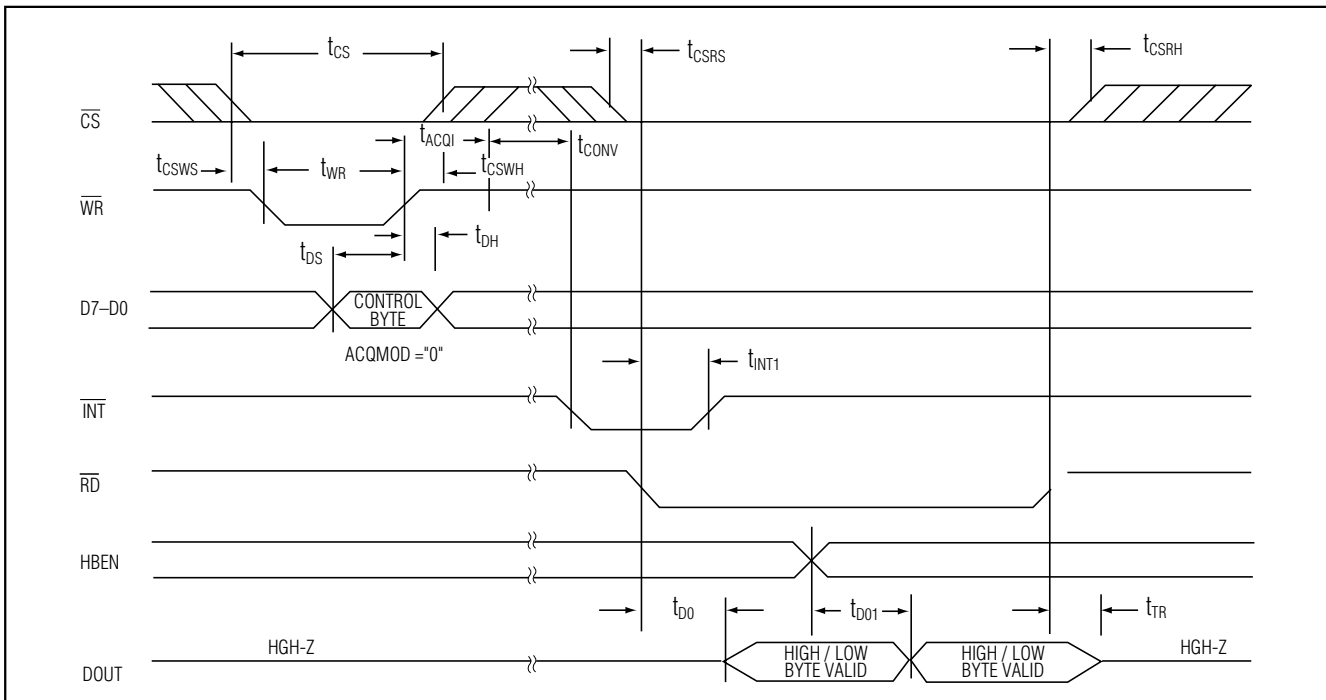 tCS
tCSRS
tCSRH
CS
tACQI
tCONV
tCSWS
tWR
tCSWH
WR
tDS
tDH
D7–D0
CONTROL
BYTE
ACQMOD ="0"
tINT1
INT
RD
HBEN
tD0
tD01
tTR
HGH-Z
HIGH / LOW
BYTE VALID
HIGH / LOW
BYTE VALID
HGH-Z
DOUT